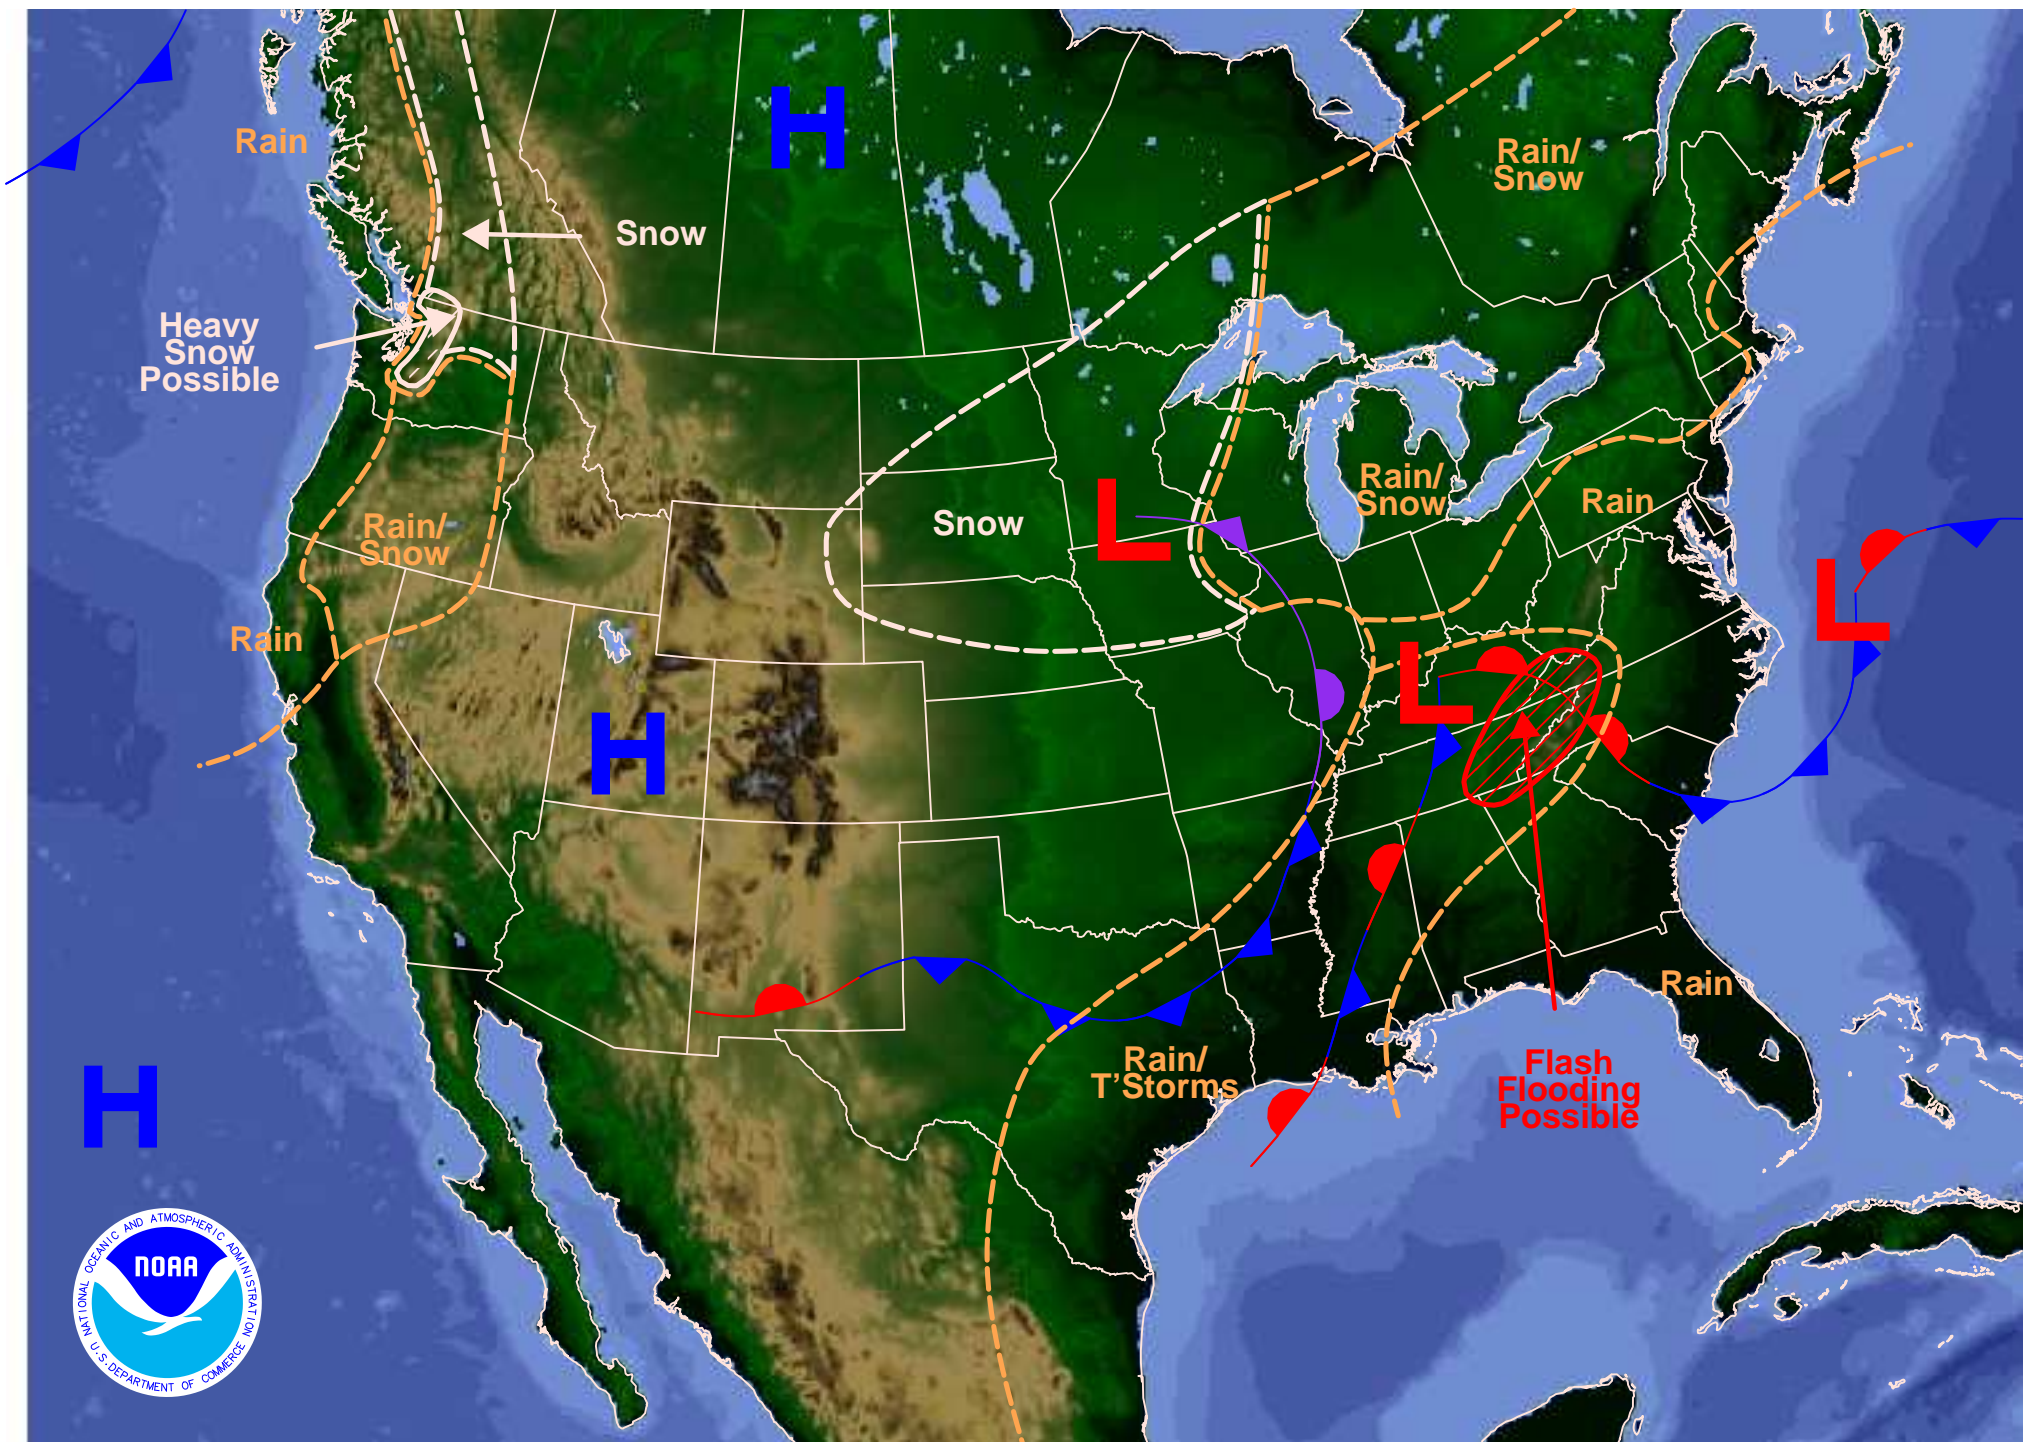 H
Rain
Rain/
Snow
Snow
Heavy
Snow
Possible
L
Rain/
Snow
Rain
Snow
Rain/
Snow
L
Rain
L
H
Rain
Rain/
T'Storms
Flash
Flooding
Possible
H
NATIONAL OCEANIC AND ATMOSPHERIC ADMINISTRATION
NOAA
U.S. DEPARTMENT OF COMMERCE